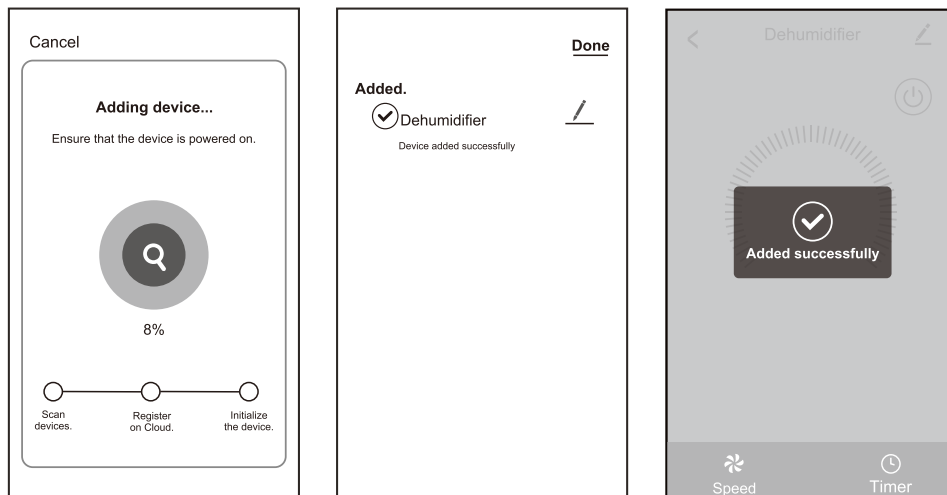 Cancel
Adding device...
Ensure that the device is powered on.
8%
Scan
devices.
Register
on Cloud.
Initialize
the device.
Done
Added.
Dehumidifier
Device added successfully
Dehumidifier
Added successfully
Speed
Timer